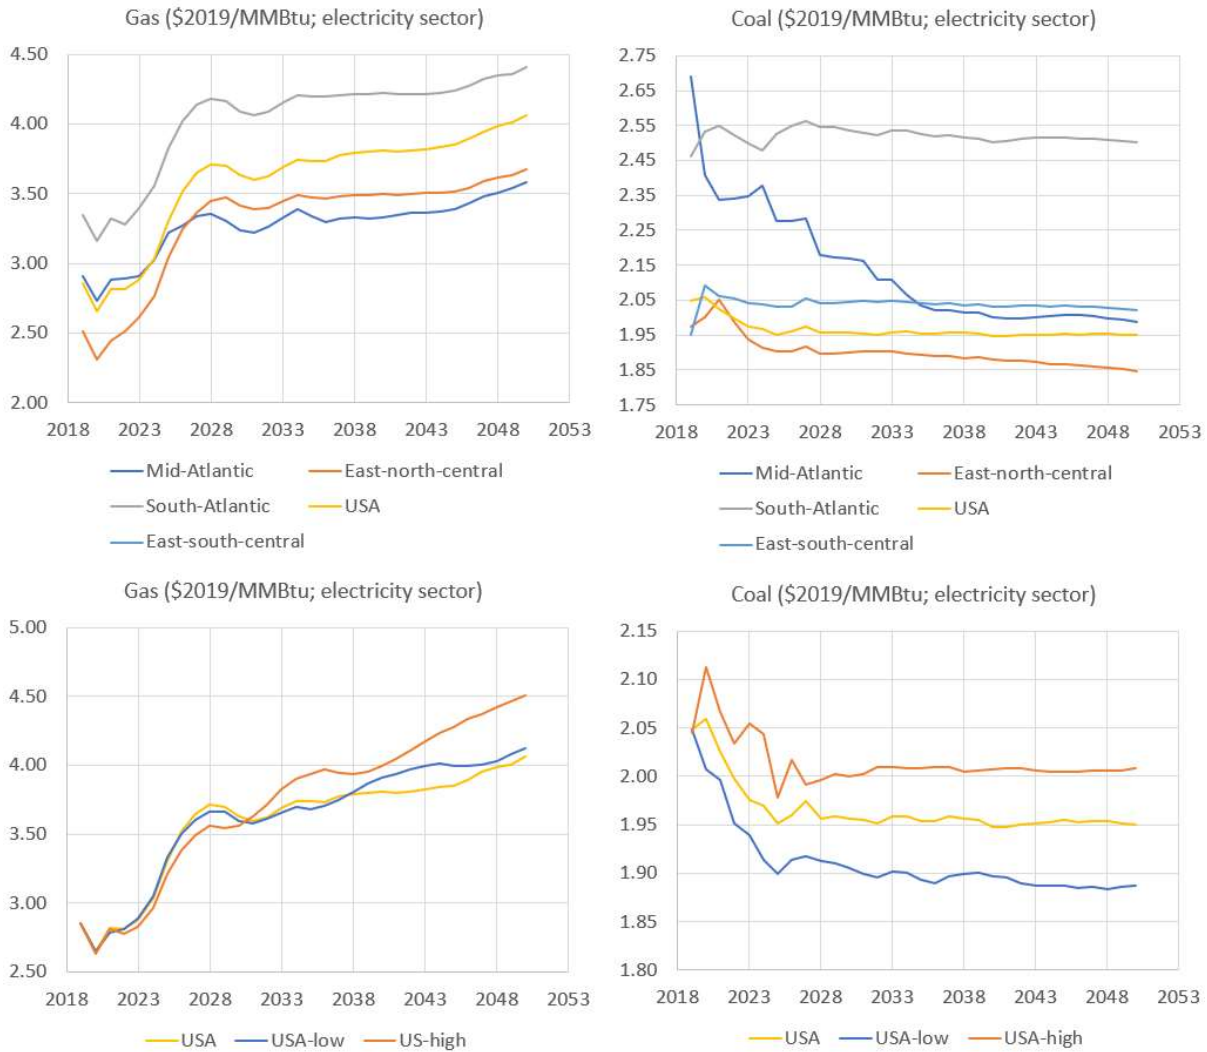 Gas ($2019/MMBtu; electricity sector)
4.50
4.00
3.50
3.00
2.50
2.00
2018 2023 2028 2033 2038 2043 2048 2053
Mid-Atlantic East-north-central
South-Atlantic USA
East-south-central
Coal ($2019/MMBtu; electricity sector)
2.75
2.65
2.55
2.45
2.35
2.25
2.15
2.05
1.95
1.85
1.75
2018 2023 2028 2033 2038 2043 2048 2053
Mid-Atlantic East-north-central
South-Atlantic USA
East-south-central
Gas ($2019/MMBtu; electricity sector)
5.00
4.50
4.00
3.50
3.00
2.50
2018 2023 2028 2033 2038 2043 2048 2053
USA USA-low US-high
Coal ($2019/MMBtu; electricity sector)
2.15
2.10
2.05
2.00
1.95
1.90
1.85
1.80
2018 2023 2028 2033 2038 2043 2048 2053
USA USA-low USA-high